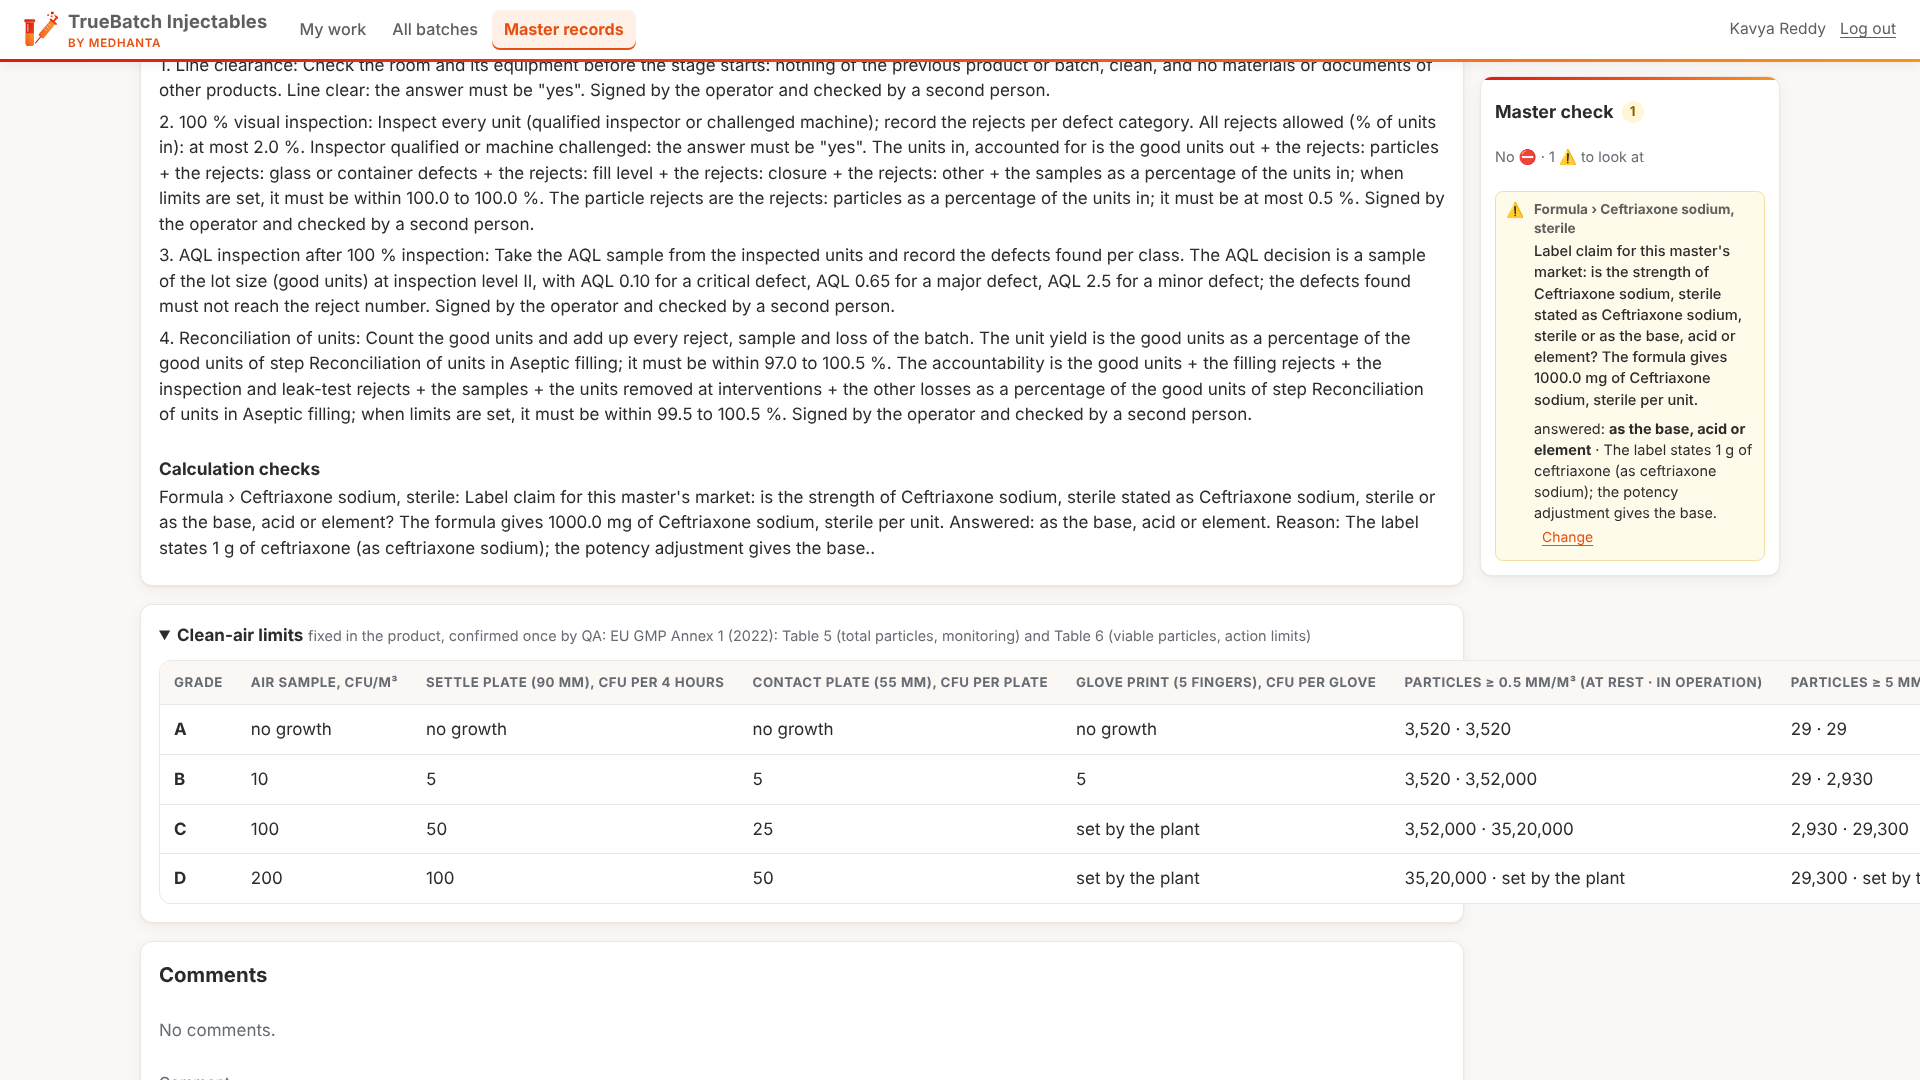 TrueBatch Injectables
BY MEDHANTA
My work
All batches
Master records
Kavya Reddy
Log out
1. Line clearance: Check the room and its equipment before the stage starts: nothing of the previous product or batch, clean, and no materials or documents of
other products. Line clear: the answer must be "yes". Signed by the operator and checked by a second person.
2. 100 % visual inspection: Inspect every unit (qualified inspector or challenged machine); record the rejects per defect category. All rejects allowed (% of units
in): at most 2.0 %. Inspector qualified or machine challenged: the answer must be "yes". The units in, accounted for is the good units out + the rejects: particles
+ the rejects: glass or container defects + the rejects: fill level + the rejects: closure + the rejects: other + the samples as a percentage of the units in; when
limits are set, it must be within 100.0 to 100.0 %. The particle rejects are the rejects: particles as a percentage of the units in; it must be at most 0.5 %. Signed by
the operator and checked by a second person.
3. AQL inspection after 100 % inspection: Take the AQL sample from the inspected units and record the defects found per class. The AQL decision is a sample
of the lot size (good units) at inspection level II, with AQL 0.10 for a critical defect, AQL 0.65 for a major defect, AQL 2.5 for a minor defect; the defects found
must not reach the reject number. Signed by the operator and checked by a second person.
4. Reconciliation of units: Count the good units and add up every reject, sample and loss of the batch. The unit yield is the good units as a percentage of the
good units of step Reconciliation of units in Aseptic filling; it must be within 97.0 to 100.5 %. The accountability is the good units + the filling rejects + the
inspection and leak-test rejects + the samples + the units removed at interventions + the other losses as a percentage of the good units of step Reconciliation
of units in Aseptic filling; when limits are set, it must be within 99.5 to 100.5 %. Signed by the operator and checked by a second person.
Calculation checks
Formula › Ceftriaxone sodium, sterile: Label claim for this master's market: is the strength of Ceftriaxone sodium, sterile stated as Ceftriaxone sodium, sterile or
as the base, acid or element? The formula gives 1000.0 mg of Ceftriaxone sodium, sterile per unit. Answered: as the base, acid or element. Reason: The label
states 1 g of ceftriaxone (as ceftriaxone sodium); the potency adjustment gives the base..
Master check 1
No ⛔ · 1 ⚠️ to look at
⚠️ Formula › Ceftriaxone sodium,
sterile
Label claim for this master's
market: is the strength of
Ceftriaxone sodium, sterile
stated as Ceftriaxone sodium,
sterile or as the base, acid or
element? The formula gives
1000.0 mg of Ceftriaxone
sodium, sterile per unit.
answered: as the base, acid or
element · The label states 1 g of
ceftriaxone (as ceftriaxone
sodium); the potency
adjustment gives the base.
Change
▼ Clean-air limits fixed in the product, confirmed once by QA: EU GMP Annex 1 (2022): Table 5 (total particles, monitoring) and Table 6 (viable particles, action limits)
GRADE AIR SAMPLE, CFU/M³ SETTLE PLATE (90 MM), CFU PER 4 HOURS CONTACT PLATE (55 MM), CFU PER PLATE GLOVE PRINT (5 FINGERS), CFU PER GLOVE PARTICLES ≥ 0.5 MM/M³ (AT REST · IN OPERATION) PARTICLES ≥ 5 MM
A no growth no growth no growth no growth 3,520 · 3,520 29 · 29
B 10 5 5 5 3,520 · 3,52,000 29 · 2,930
C 100 50 25 set by the plant 3,52,000 · 35,20,000 2,930 · 29,300
D 200 100 50 set by the plant 35,20,000 · set by the plant 29,300 · set by
Comments
No comments.